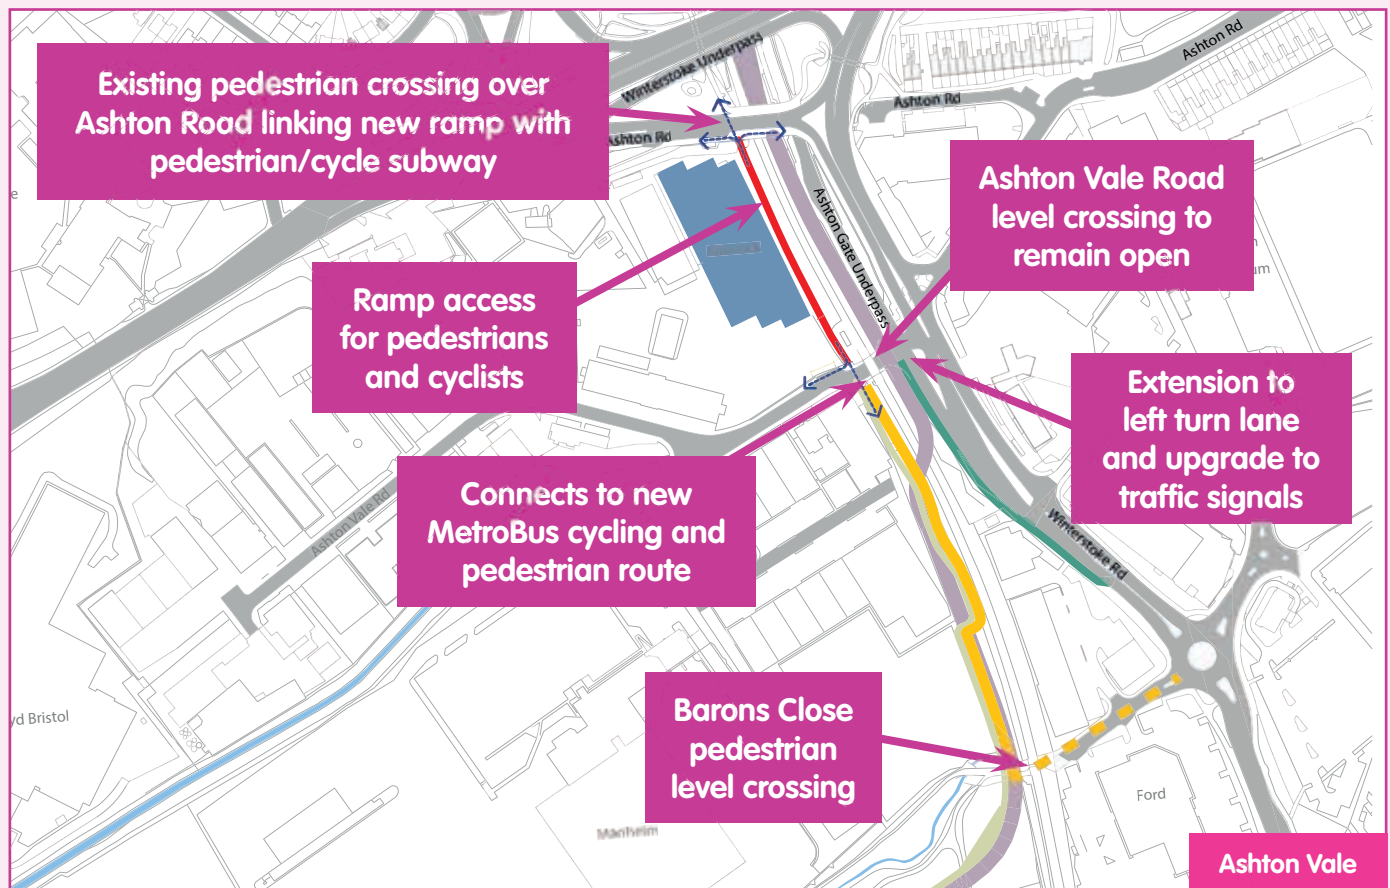 Existing pedestrian crossing over
Ashton Road linking new ramp with
pedestrian/cycle subway
Winterstoke Underpass
Ashton Rd
Ashton Rd
Ashton Rd
Ashton Gate Underpass
Ashton Vale Road
level crossing to
remain open
um
e
Ramp access
for pedestrians
and cyclists
Extension to
left turn lane
and upgrade to
traffic signals
Connects to new
MetroBus cycling and
pedestrian route
Ashton Vale Rd
Winterstoke Rd
Barons Close
pedestrian
level crossing
yd Bristol
Ford
Manheim
Ashton Vale